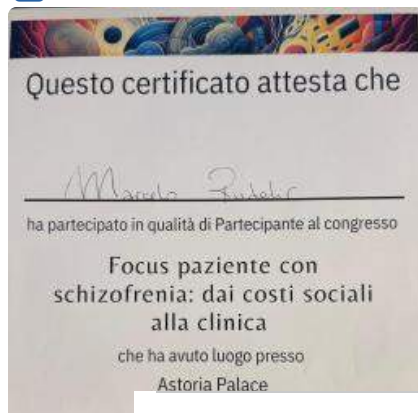 Questo certificato attesta che
ha partecipato in qualità di Partecipante al congresso
Focus paziente con
schizofrenia: dai costi sociali
alla clinica
che ha avuto luogo presso
Astoria Palace